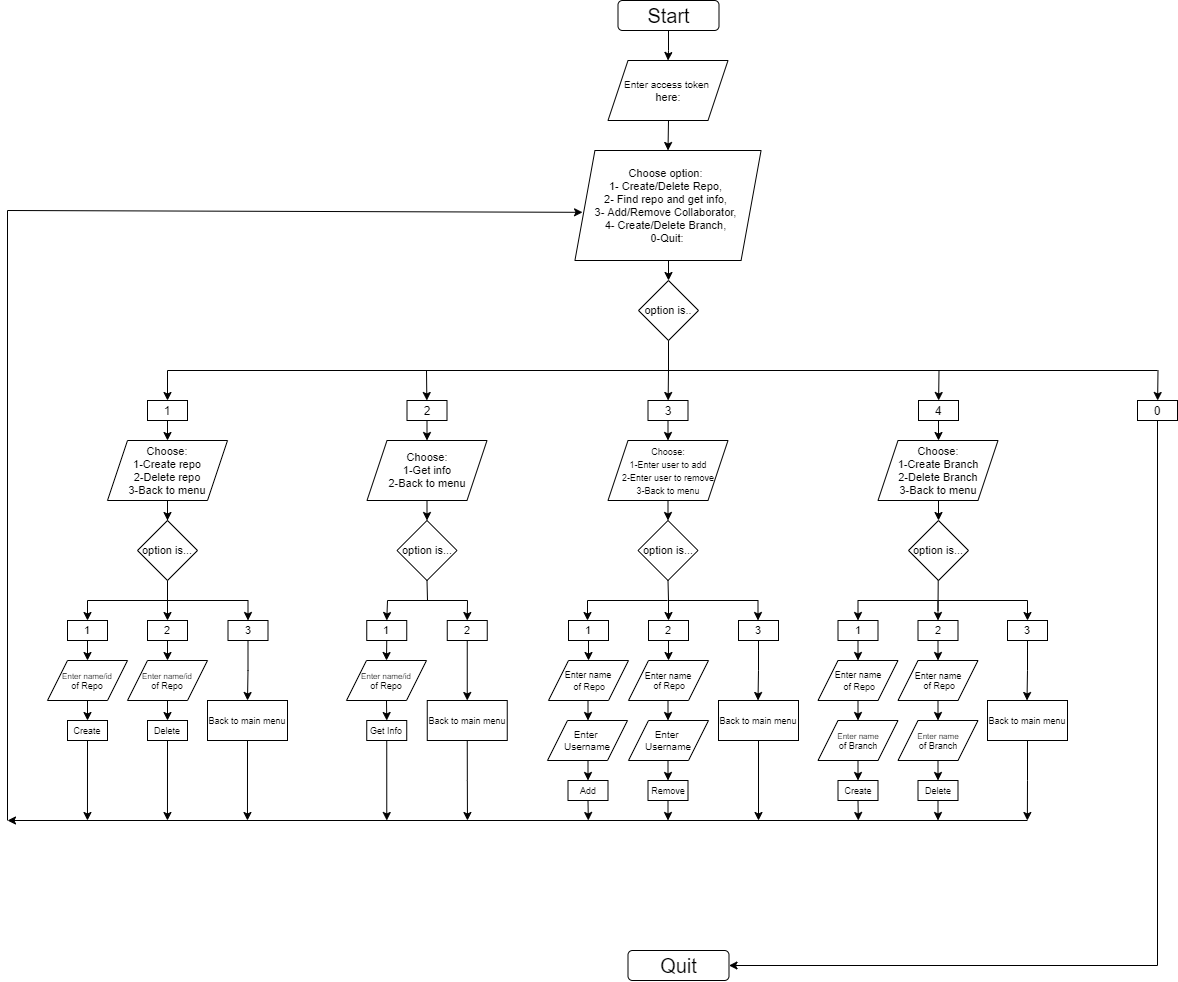 Start
Enter access token
here:
Choose option:
1- Create/Delete Repo,
2- Find repo and get info,
3- Add/Remove Collaborator,
4- Create/Delete Branch,
0-Quit:
option is...
1
2
3
4
0
Choose:
1-Create repo
2-Delete repo
3-Back to menu
Choose:
1-Get info
2-Back to menu
Choose:
1-Enter user to add
2-Enter user to remove
3-Back to menu
Choose:
1-Create Branch
2-Delete Branch
3-Back to menu
option is...
option is...
option is...
option is...
1
2
3
1
2
1
2
3
1
2
3
Enter name/id
of Repo
Enter name/id
of Repo
Enter name/id
of Repo
Enter name
of Repo
Enter name
of Repo
Enter name
of Repo
Enter name
of Repo
Create
Delete
Back to main menu
Get Info
Back to main menu
Enter
Username
Enter
Username
Back to main menu
Enter name
of Branch
Enter name
of Branch
Back to main menu
Add
Remove
Create
Delete
Quit